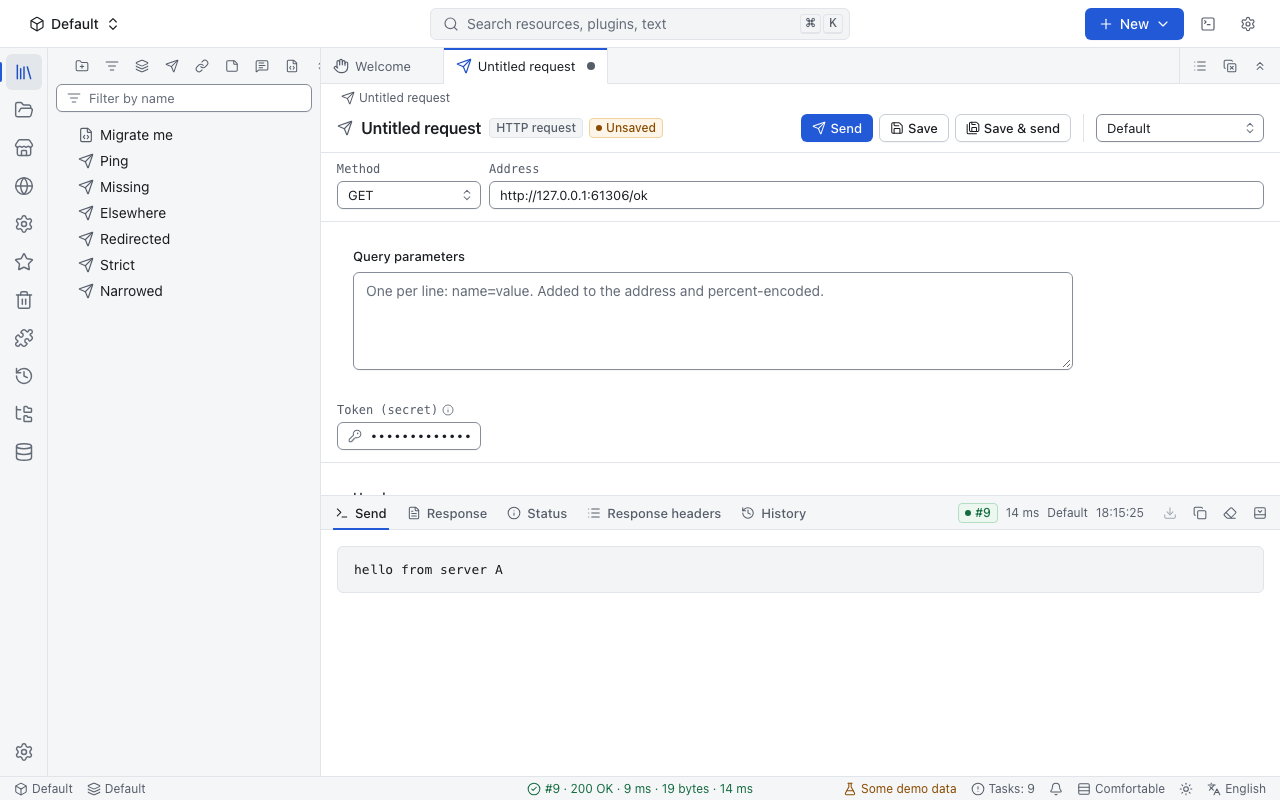 Default
Search resources, plugins, text
⌘ K
New
Welcome
Untitled request
Filter by name
Migrate me
Ping
Missing
Elsewhere
Redirected
Strict
Narrowed
Untitled request
Untitled request
HTTP request
Unsaved
Send
Save
Save & send
Default
Method
Address
GET
http://127.0.0.1:61306/ok
Query parameters
One per line: name=value. Added to the address and percent-encoded.
Token (secret)
•••••••••••••
Send
Response
Status
Response headers
History
#9
14 ms
Default
18:15:25
hello from server A
Default
Default
#9 · 200 OK · 9 ms · 19 bytes · 14 ms
Some demo data
Tasks: 9
Comfortable
English